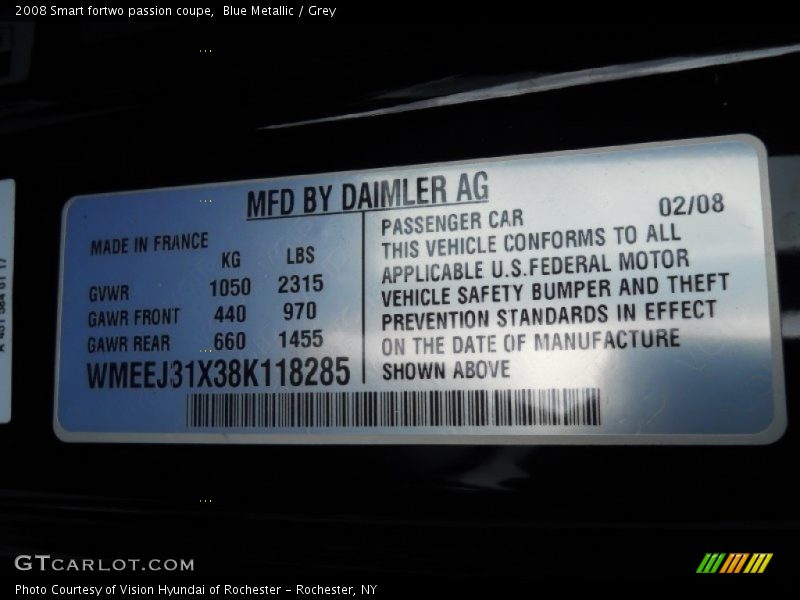 2008 Smart fortwo passion coupe,  Blue Metallic / Grey
MFD BY DAIMLER AG
MADE IN FRANCE
KG LBS
GVWR 1050 2315
GAWR FRONT 440 970
GAWR REAR 660 1455
WMEEJ31X38K118285
02/08
PASSENGER CAR
THIS VEHICLE CONFORMS TO ALL
APPLICABLE U.S.FEDERAL MOTOR
VEHICLE SAFETY BUMPER AND THEFT
PREVENTION STANDARDS IN EFFECT
ON THE DATE OF MANUFACTURE
SHOWN ABOVE
GTCARLOT.COM
Photo Courtesy of Vision Hyundai of Rochester - Rochester, NY